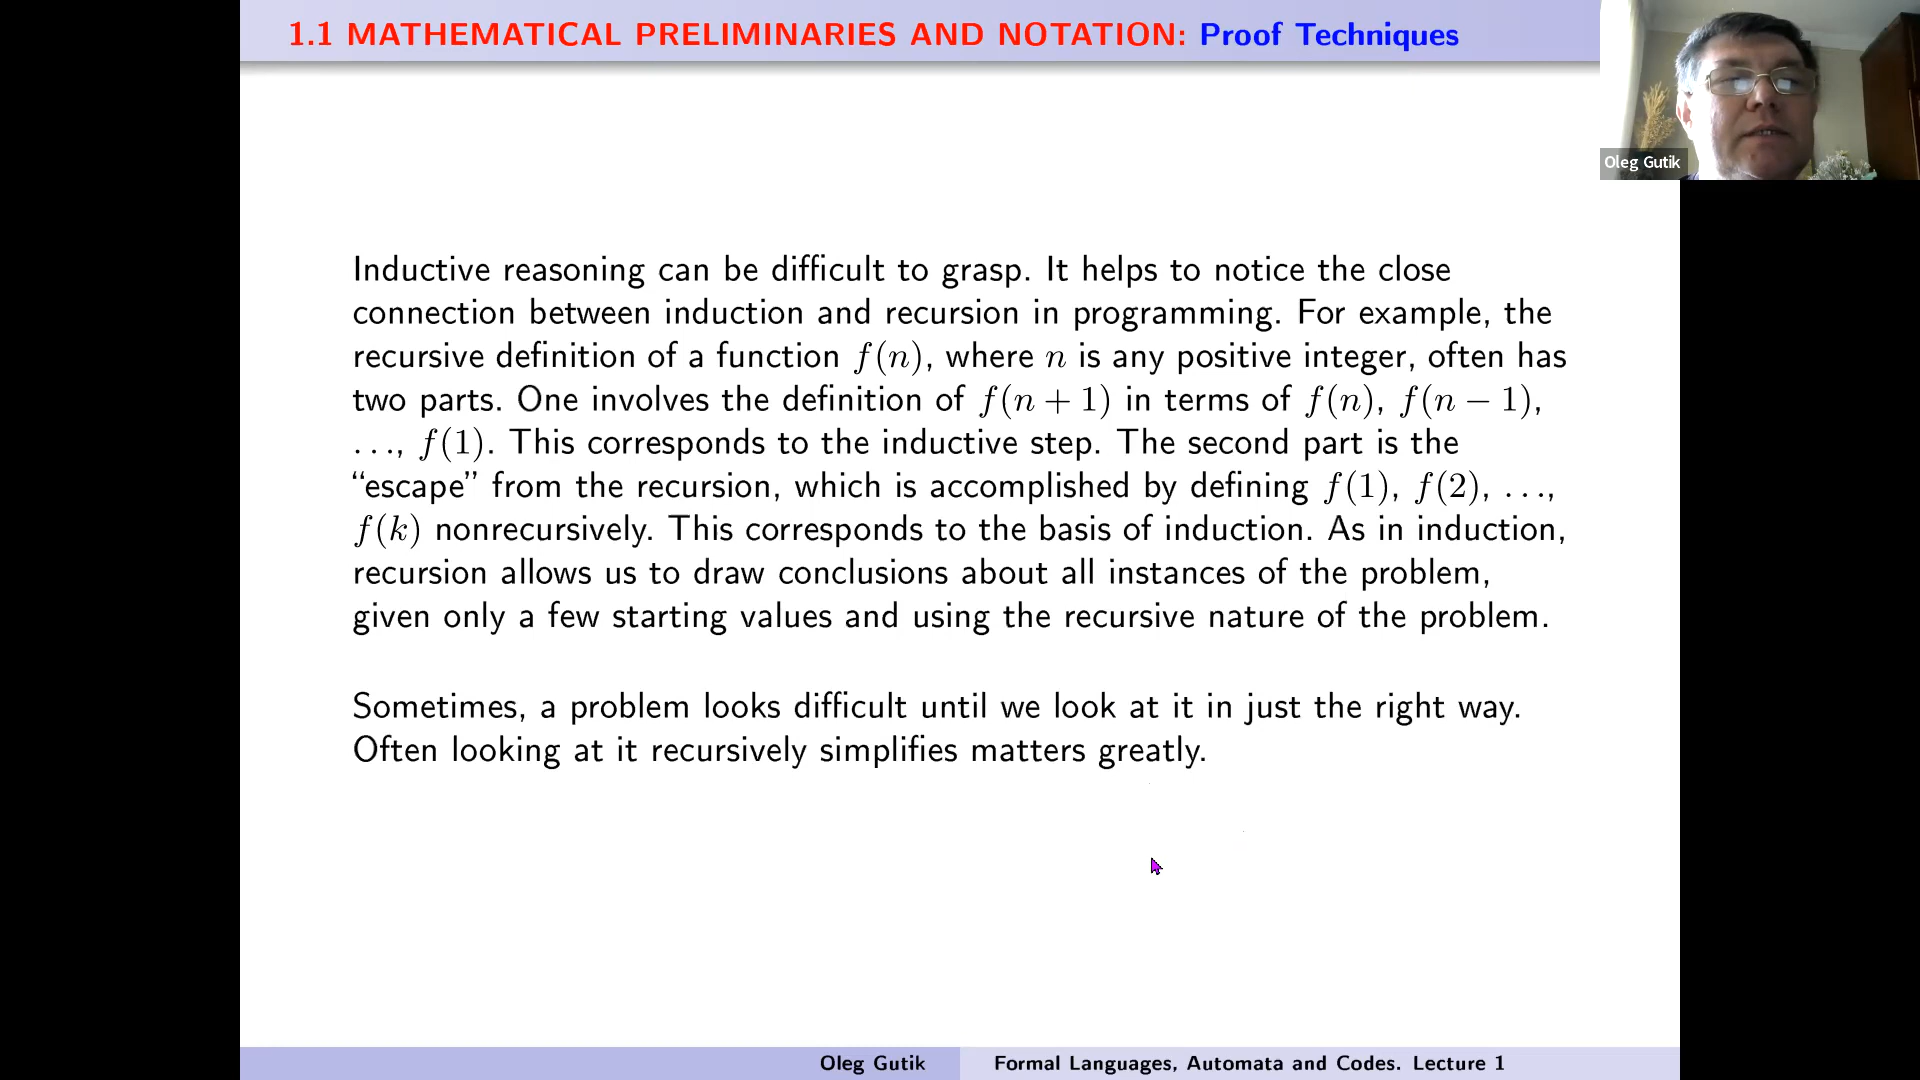 1.1 MATHEMATICAL PRELIMINARIES AND NOTATION: Proof Techniques
Oleg Gutik
Inductive reasoning can be difficult to grasp. It helps to notice the close
connection between induction and recursion in programming. For example, the
recursive definition of a function f(n), where n is any positive integer, often has
two parts. One involves the definition of f(n + 1) in terms of f(n), f(n − 1),
..., f(1). This corresponds to the inductive step. The second part is the
“escape” from the recursion, which is accomplished by defining f(1), f(2), ...,
f(k) nonrecursively. This corresponds to the basis of induction. As in induction,
recursion allows us to draw conclusions about all instances of the problem,
given only a few starting values and using the recursive nature of the problem.
Sometimes, a problem looks difficult until we look at it in just the right way.
Often looking at it recursively simplifies matters greatly.
Oleg Gutik
Formal Languages, Automata and Codes. Lecture 1